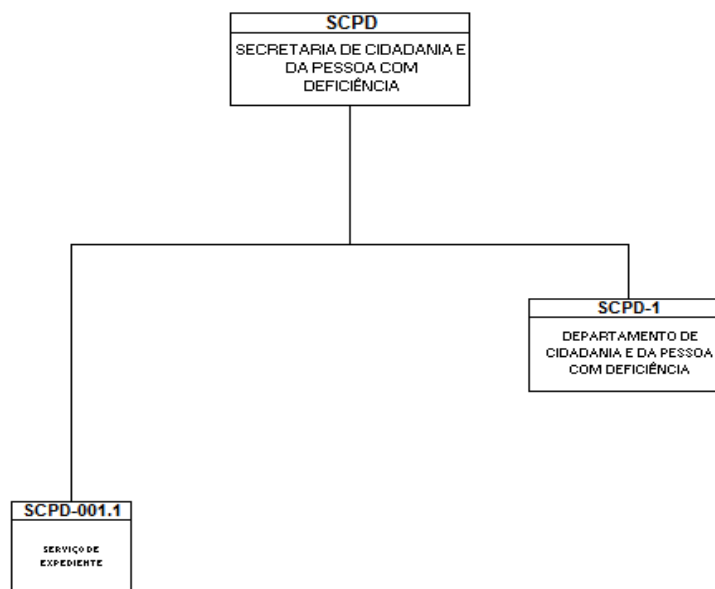 SCPD
SECRETARIA DE CIDADANIA E
DA PESSOA COM
DEFICIÊNCIA
SCPD-1
DEPARTAMENTO DE
CIDADANIA E DA PESSOA
COM DEFICIÊNCIA
SCPD-001.1
SERVIÇO DE
EXPEDIENTE